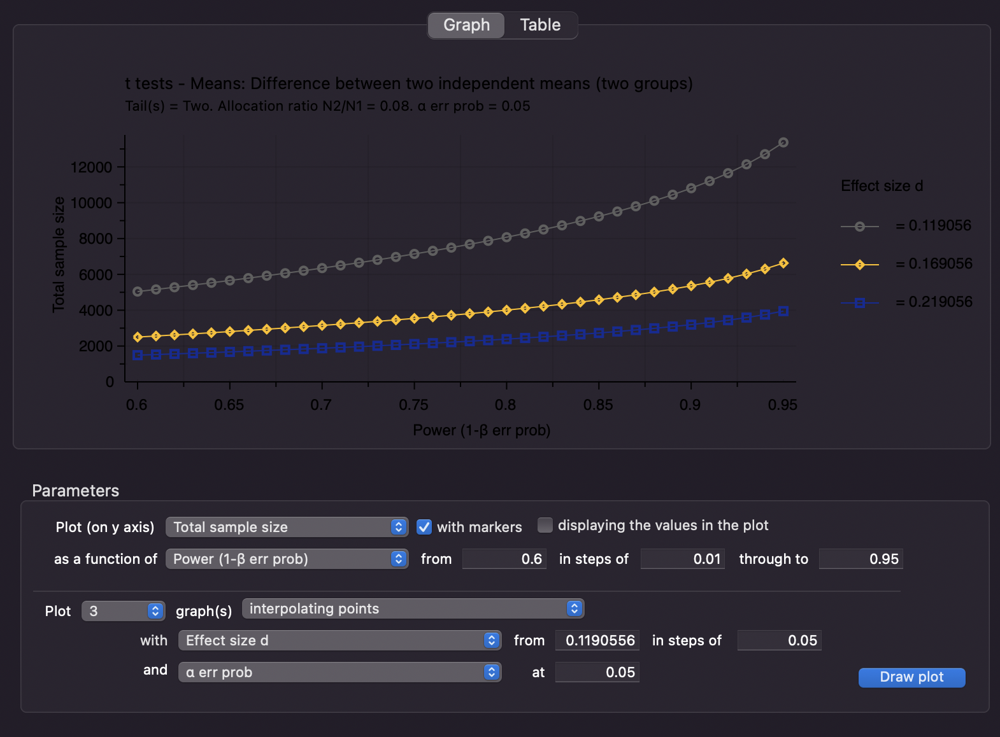 Graph Table
t tests - Means: Difference between two independent means (two groups)
Tail(s) = Two. Allocation ratio N2/N1 = 0.08. α err prob = 0.05
Total sample size
12000
10000
8000
6000
4000
2000
0
0.6 0.65 0.7 0.75 0.8 0.85 0.9 0.95
Power (1-β err prob)
Effect size d
= 0.119056
= 0.169056
= 0.219056
Parameters
Plot (on y axis) Total sample size with markers displaying the values in the plot
as a function of Power (1-β err prob) from 0.6 in steps of 0.01 through to 0.95
Plot 3 graph(s) interpolating points
with Effect size d from 0.1190556 in steps of 0.05
and α err prob at 0.05
Draw plot